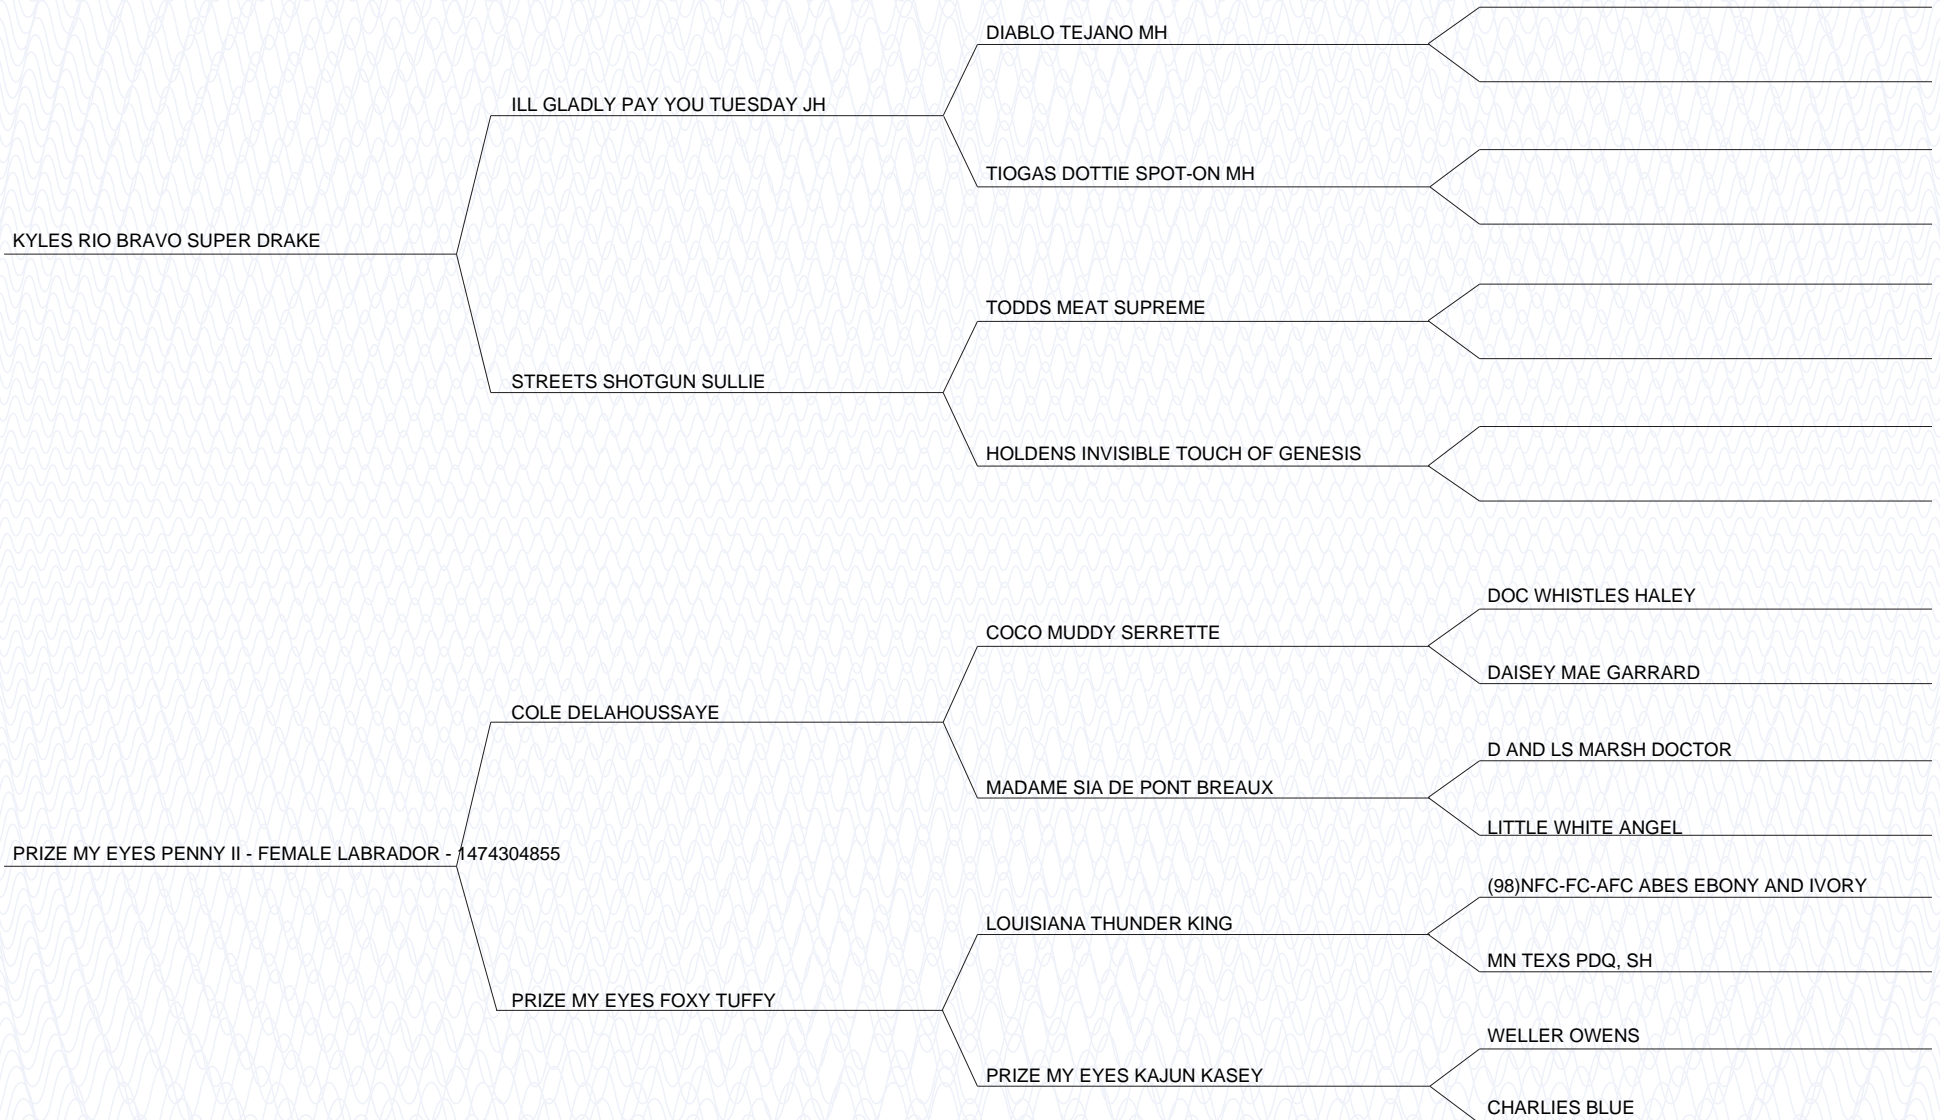 DIABLO TEJANO MH
ILL GLADLY PAY YOU TUESDAY JH
TIOGAS DOTTIE SPOT-ON MH
KYLES RIO BRAVO SUPER DRAKE
TODDS MEAT SUPREME
STREETS SHOTGUN SULLIE
HOLDENS INVISIBLE TOUCH OF GENESIS
DOC WHISTLES HALEY
COCO MUDDY SERRETTE
DAISEY MAE GARRARD
COLE DELAHOUSSAYE
D AND LS MARSH DOCTOR
MADAME SIA DE PONT BREAUX
LITTLE WHITE ANGEL
PRIZE MY EYES PENNY II - FEMALE LABRADOR - 1474304855
(98)NFC-FC-AFC ABES EBONY AND IVORY
LOUISIANA THUNDER KING
MN TEXS PDQ, SH
PRIZE MY EYES FOXY TUFFY
WELLER OWENS
PRIZE MY EYES KAJUN KASEY
CHARLIES BLUE